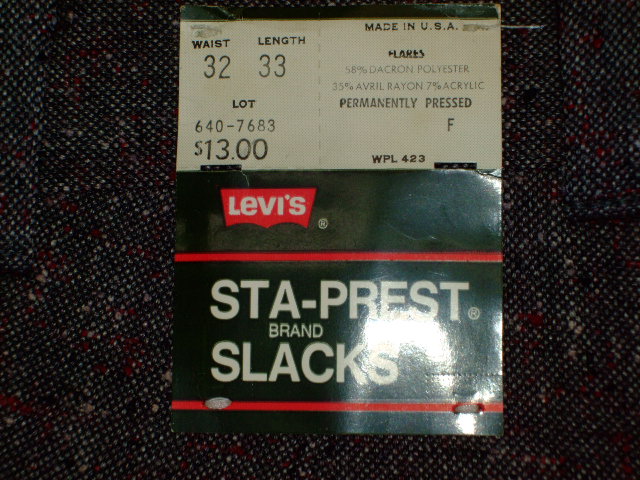 MADE IN U.S.A.
WAIST LENGTH
32 33
FLARES
58% DACRON POLYESTER
35% AVRIL RAYON 7% ACRYLIC
LOT
PERMANENTLY PRESSED
640-7683
F
$13.00
WPL 423
LEVI'S ®
STA-PREST®
BRAND
SLACKS